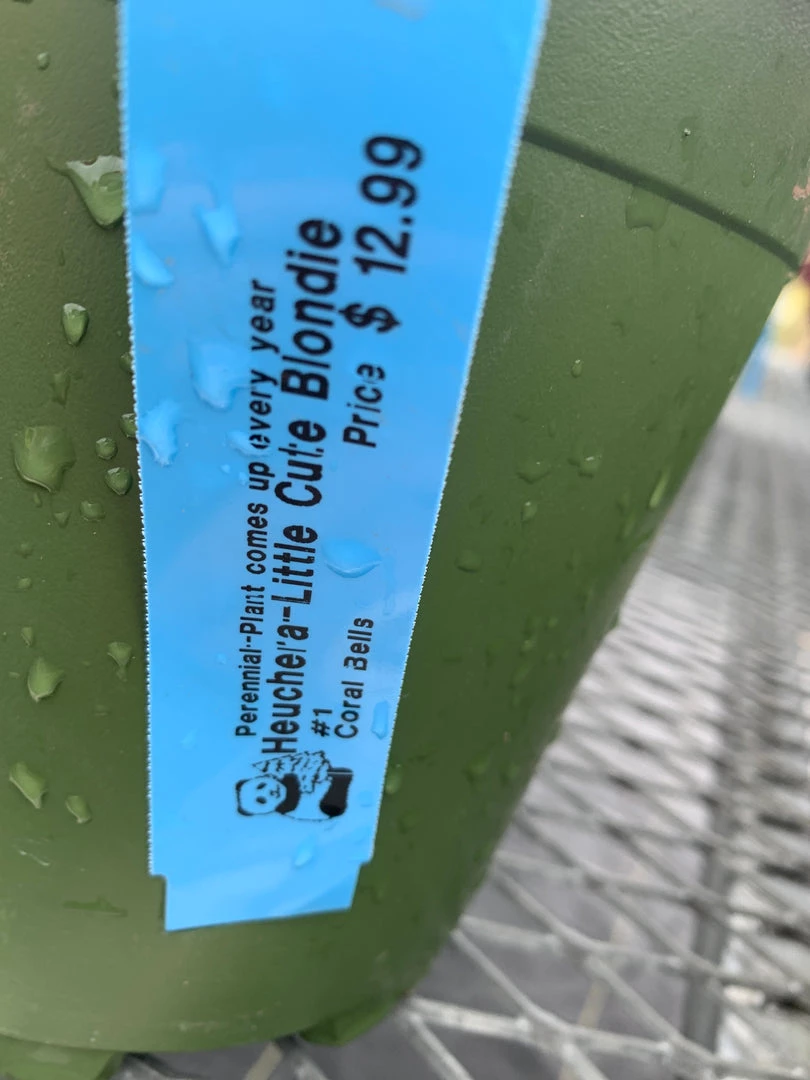 Perennial-Plant comes up every year
Heuchera-Little Cute Blondie
#1
Price $ 12.99
Coral Bells